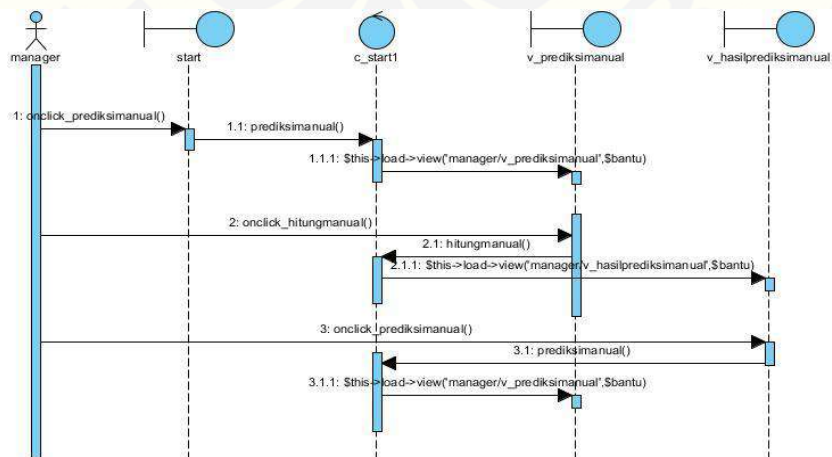 manager start c_start1 v_prediksimanual v_hasilprediksimanual
1: onclick_prediksimanual()
1.1: prediksimanual()
1.1.1: $this->load->view("manager/v_prediksimanual",$bantu)
2: onclick_hitungmanual()
2.1: hitungmanual()
2.1.1: $this->load->view("manager/v_hasilprediksimanual",$bantu)
3: onclick_prediksimanual()
3.1: prediksimanual()
3.1.1: $this->load->view("manager/v_prediksimanual",$bantu)